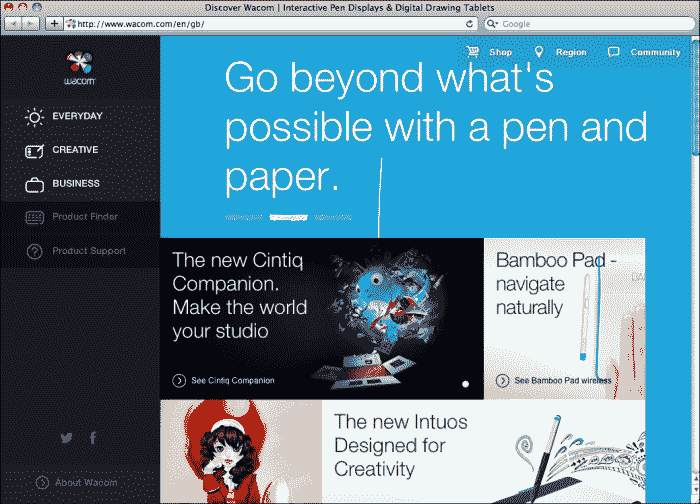 Discover Wacom | Interactive Pen Displays & Digital Drawing Tablets
http://www.wacom.com/en/gb/
Google
Shop
Region
Community
wacom
EVERYDAY
CREATIVE
BUSINESS
Product Finder
Product Support
Go beyond what's
possible with a pen and
paper.
The new Cintiq
Companion.
Make the world
your studio
See Cintiq Companion
Bamboo Pad -
navigate
naturally
See Bamboo Pad wireless
The new Intuos
Designed for
Creativity
About Wacom